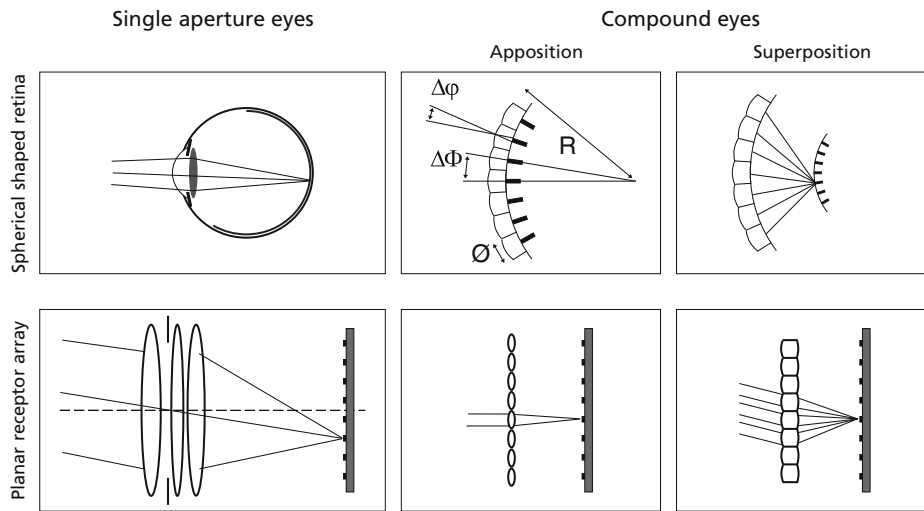 Single aperture eyes
Compound eyes
Apposition
Superposition
Spherical shaped retina
Δφ
ΔΦ
R
Ø
Planar receptor array